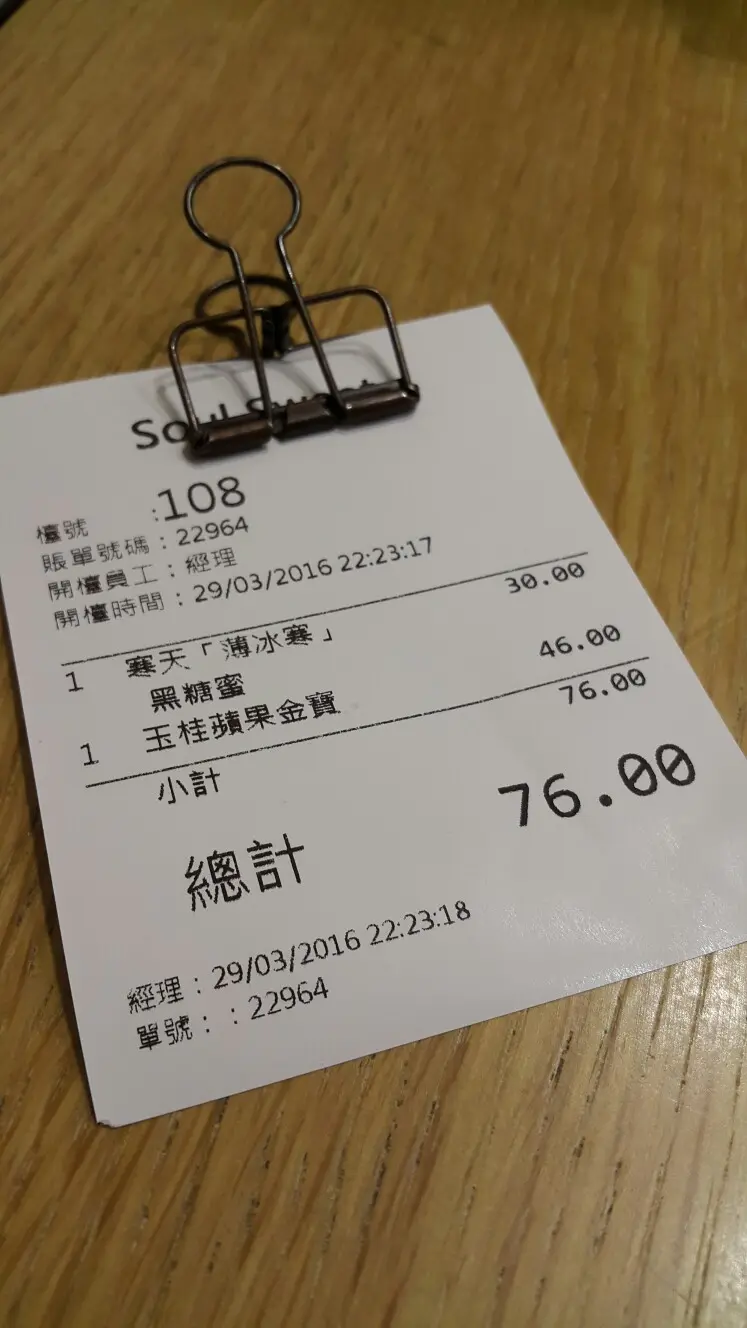 Soul Sweet
檯號 :108
賬單號碼：22964
開檯員工：經理
開檯時間：29/03/2016 22:23:17
1 寒天「薄冰寒」 30.00
黑糖蜜
1 玉桂蘋果金寶 46.00
小計 76.00
總計 76.00
經理：29/03/2016 22:23:18
單號：：22964